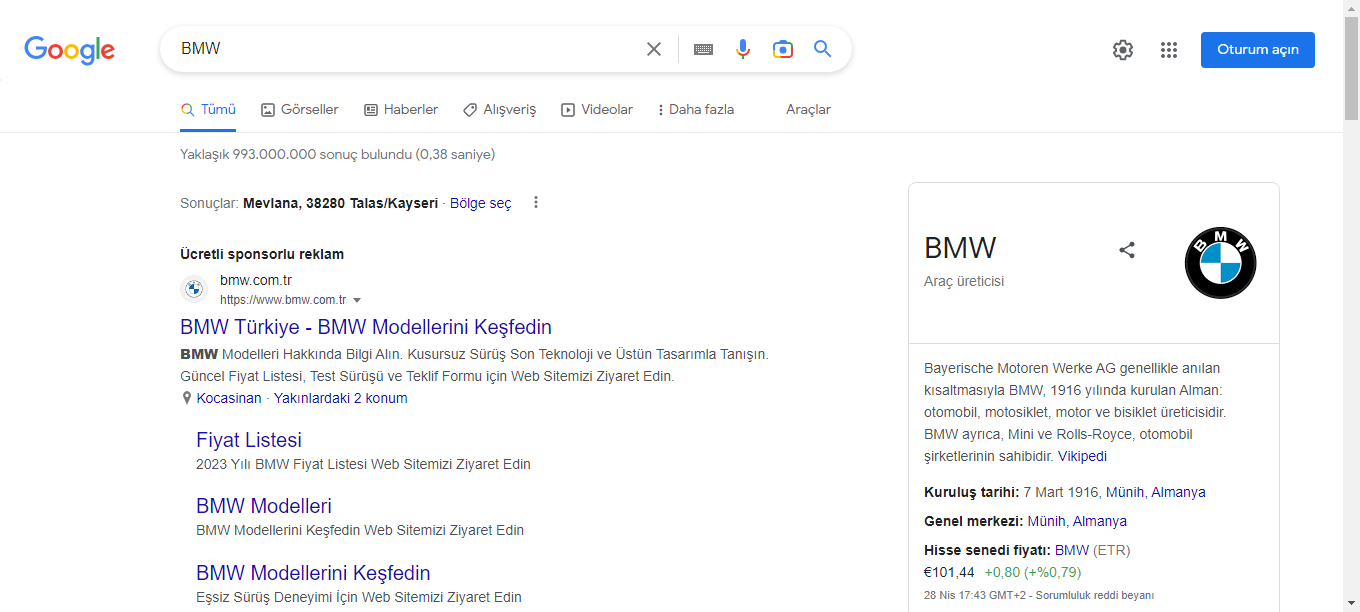 Google
BMW
Oturum açın
Tümü
Görseller
Haberler
Alışveriş
Videolar
Daha fazla
Araçlar
Yaklaşık 993.000.000 sonuç bulundu (0,38 saniye)
Sonuçlar: Mevlana, 38280 Talas/Kayseri · Bölge seç
Ücretli sponsorlu reklam
bmw.com.tr
https://www.bmw.com.tr
BMW Türkiye - BMW Modellerini Keşfedin
BMW Modelleri Hakkında Bilgi Alın. Kusursuz Sürüş Son Teknoloji ve Üstün Tasarımla Tanışın.
Güncel Fiyat Listesi, Test Sürüşü ve Teklif Formu için Web Sitemizi Ziyaret Edin.
Kocasinan · Yakınlardaki 2 konum
Fiyat Listesi
2023 Yılı BMW Fiyat Listesi Web Sitemizi Ziyaret Edin
BMW Modelleri
BMW Modellerini Keşfedin Web Sitemizi Ziyaret Edin
BMW Modellerini Keşfedin
Eşsiz Sürüş Deneyimi İçin Web Sitemizi Ziyaret Edin
BMW
Araç üreticisi
BMW
Bayerische Motoren Werke AG genellikle anılan
kısaltmasıyla BMW, 1916 yılında kurulan Alman:
otomobil, motosiklet, motor ve bisiklet üreticisidir.
BMW ayrıca, Mini ve Rolls-Royce, otomobil
şirketlerinin sahibidir. Vikipedi
Kuruluş tarihi: 7 Mart 1916, Münih, Almanya
Genel merkezi: Münih, Almanya
Hisse senedi fiyatı: BMW (ETR)
€101,44 +0,80 (+%0,79)
28 Nis 17:43 GMT+2 - Sorumluluk reddi beyanı